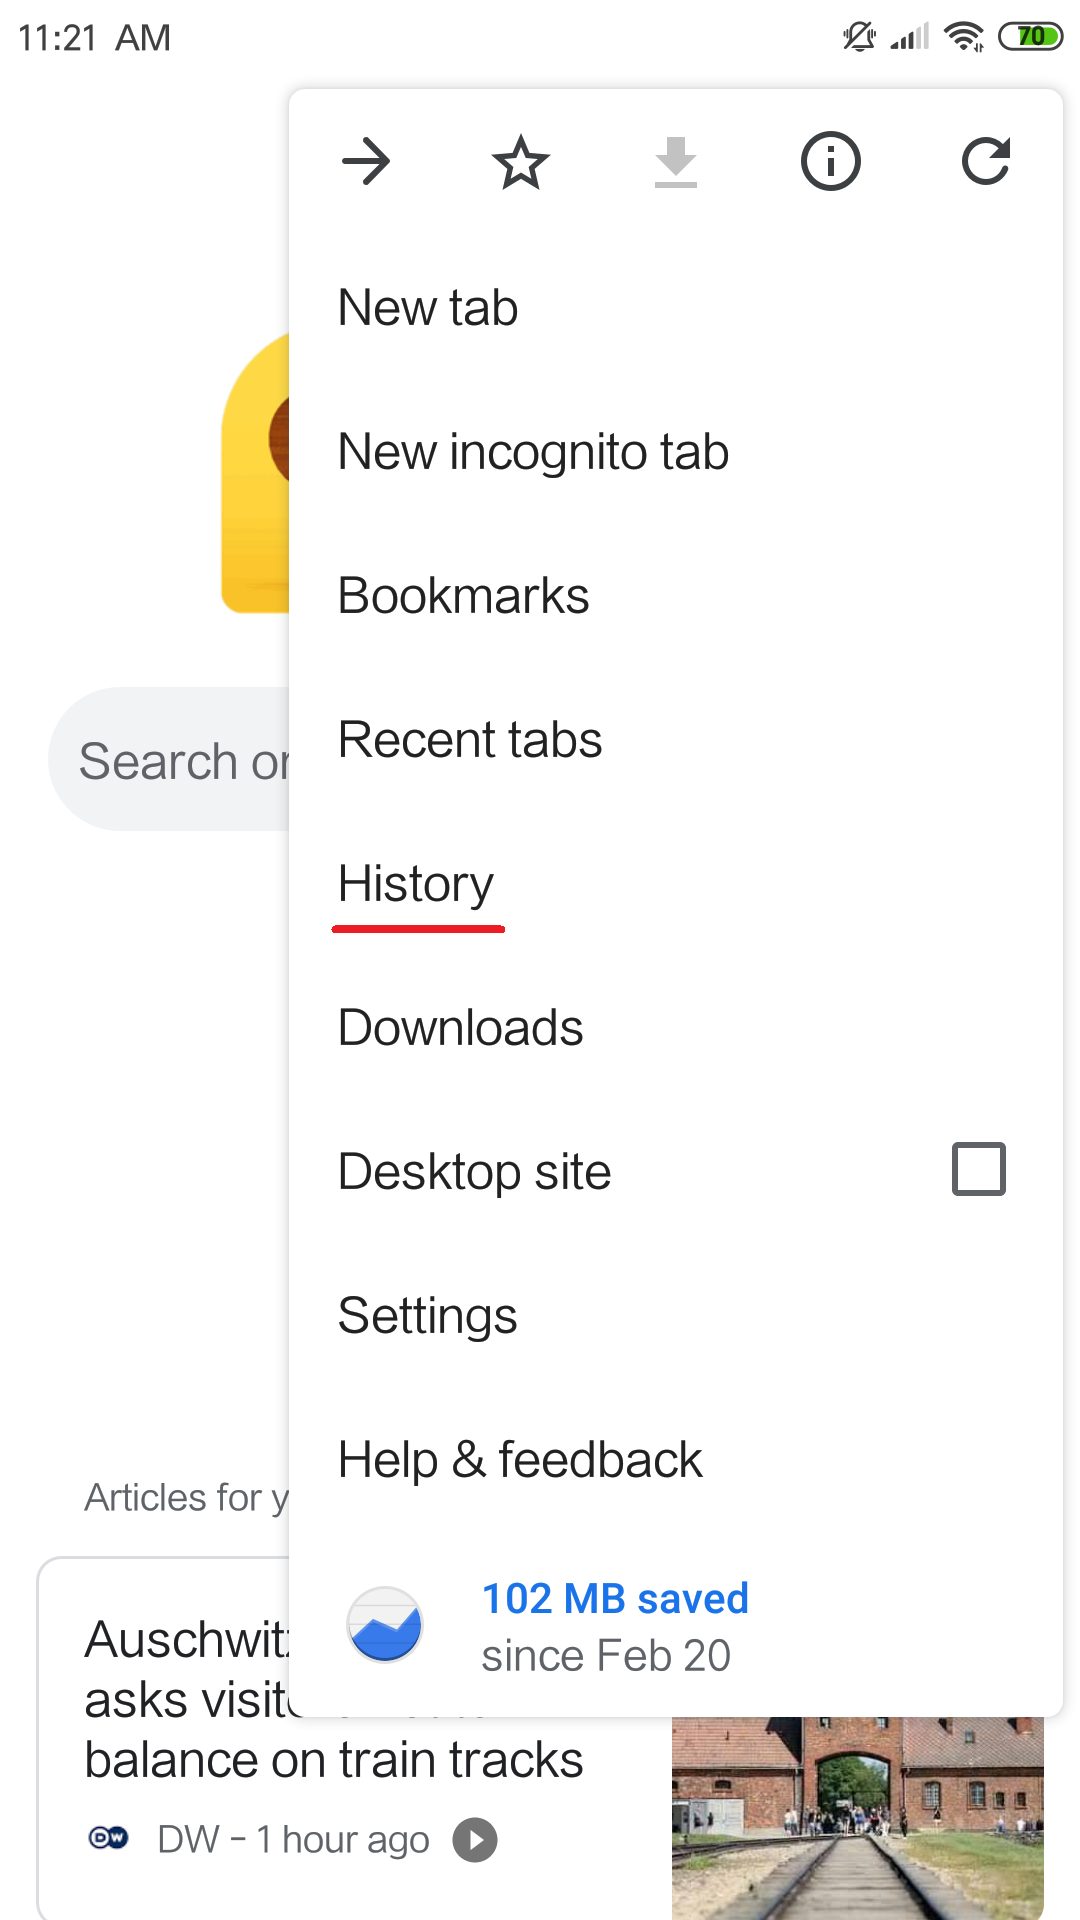 11:21 AM
70
New tab
New incognito tab
Bookmarks
Recent tabs
Search or
History
Downloads
Desktop site
Settings
Help & feedback
Articles for y
102 MB saved
since Feb 20
Auschwitz
asks visit
balance on train tracks
DW
DW – 1 hour ago